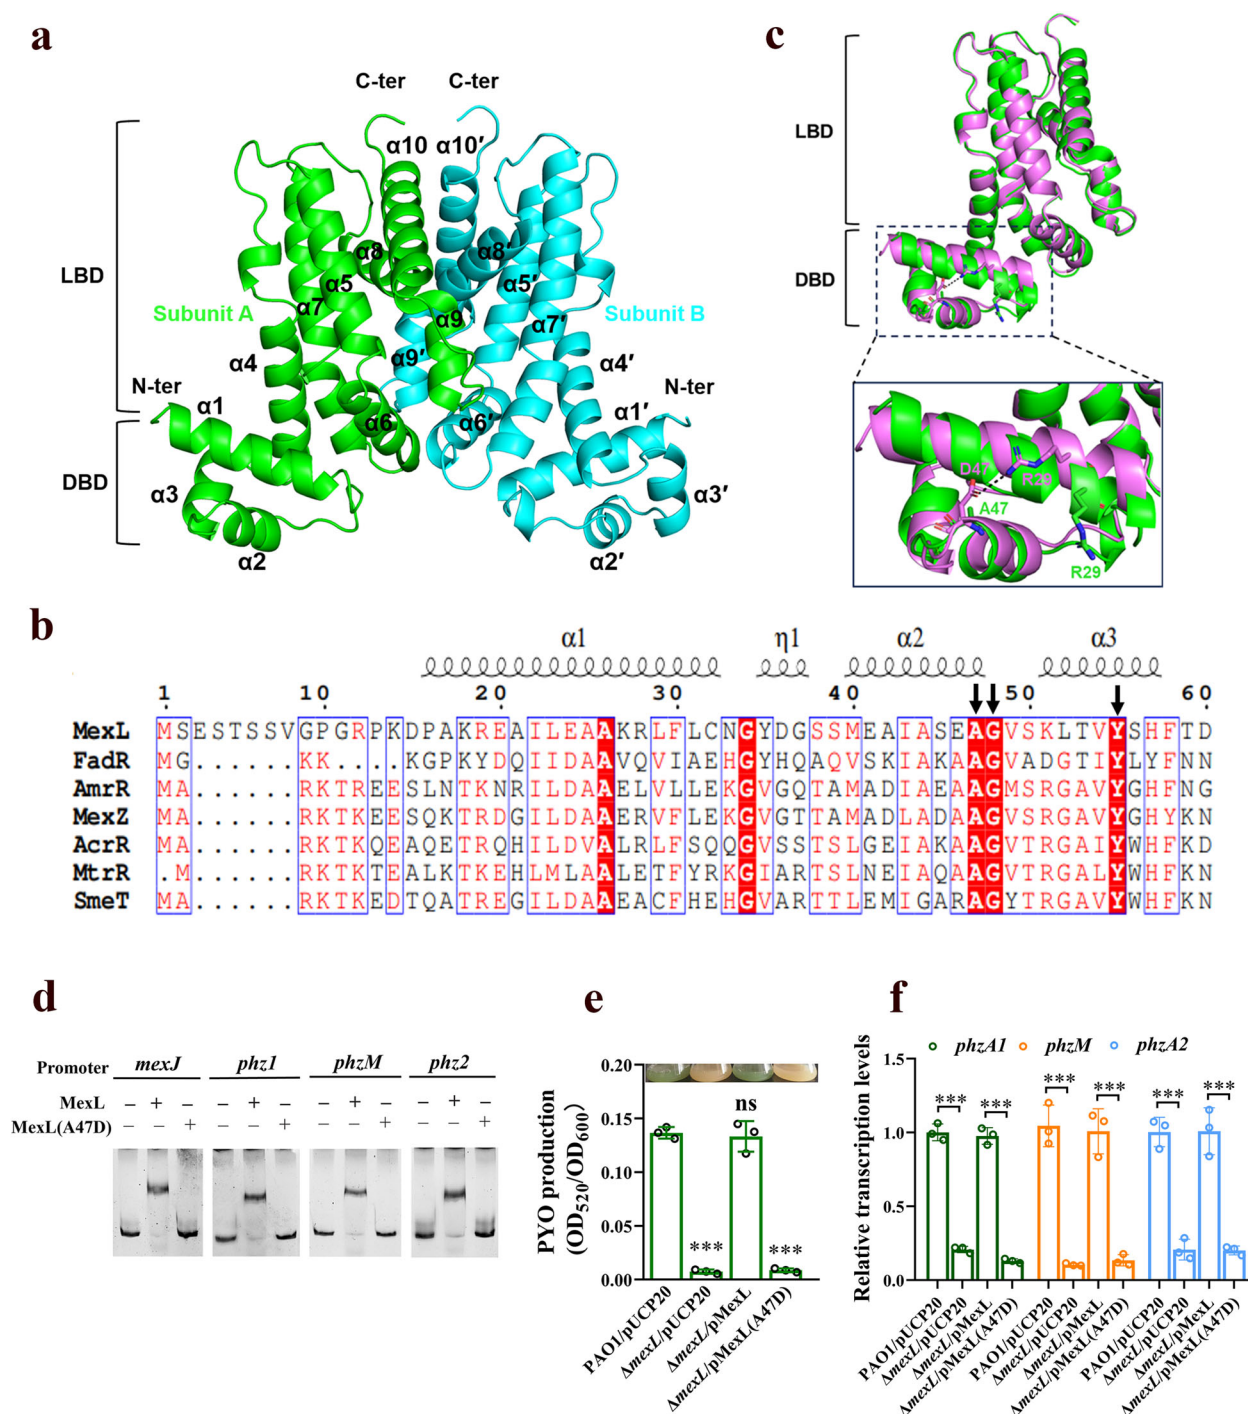 a
C-ter C-ter
α10 α10′
LBD
α8 α8′
α5 α5′
Subunit A α7 α9 α7′ Subunit B
α4 α9′ α4′
N-ter N-ter
α1 α6 α6′ α1′
DBD
α3 α3′
α2 α2′
c
LBD
DBD
D47
R29
A47
R29
b
α1 η1 α2 α3
1 10 20 30 40 50 60
MexL MSESTSSVGPGRPKDPAKREAILEAAKRLFLCNGYDGSSMEAIASEAGVSKLTVYSHFTD
FadR MG......KK....KGPKYDQIIDAAVQVIAEHGYHQAQVSKIAKAAGVADGTIYLYFNN
AmrR MA......RKTREESLNTKNRILDAAELVLLEKGVGQTAMADIAEAAGMSRGAVYGHFNG
MexZ MA......RKTKEESQKTRDGILDAAERVFLEKGVGTTAMADLADAAGVSRGAVYGHYKN
AcrR MA......RKTKQEAQETRQHILDVALRLFSQQGVSSTSLGEIAKAAGVTRGAIYWHFKD
MtrR .M......RKTKTEALKTKEHLMLAALETFYRKGIARTSLNEIAQAAGVTRGALYWHFKN
SmeT MA......RKTKEDTQATREGILDAAEACFHEHGVARTTLEMIGARAGYTRGAVYWHFKN
d
Promoter mexJ phz1 phzM phz2
MexL – + – – + – – + – – + –
MexL(A47D) – – + – – + – – + – – +
e
PYO production
(OD520/OD600)
0.20
0.15
0.10
0.05
0.00
ns
*** ***
PAO1/pUCP20
ΔmexL/pUCP20
ΔmexL/pMexL
ΔmexL/pMexL(A47D)
f
phzA1 phzM phzA2
Relative transcription levels
1.5
1.0
0.5
0.0
*** *** *** *** *** ***
PAO1/pUCP20
ΔmexL/pUCP20
ΔmexL/pMexL
ΔmexL/pMexL(A47D)
PAO1/pUCP20
ΔmexL/pUCP20
ΔmexL/pMexL
ΔmexL/pMexL(A47D)
PAO1/pUCP20
ΔmexL/pUCP20
ΔmexL/pMexL
ΔmexL/pMexL(A47D)